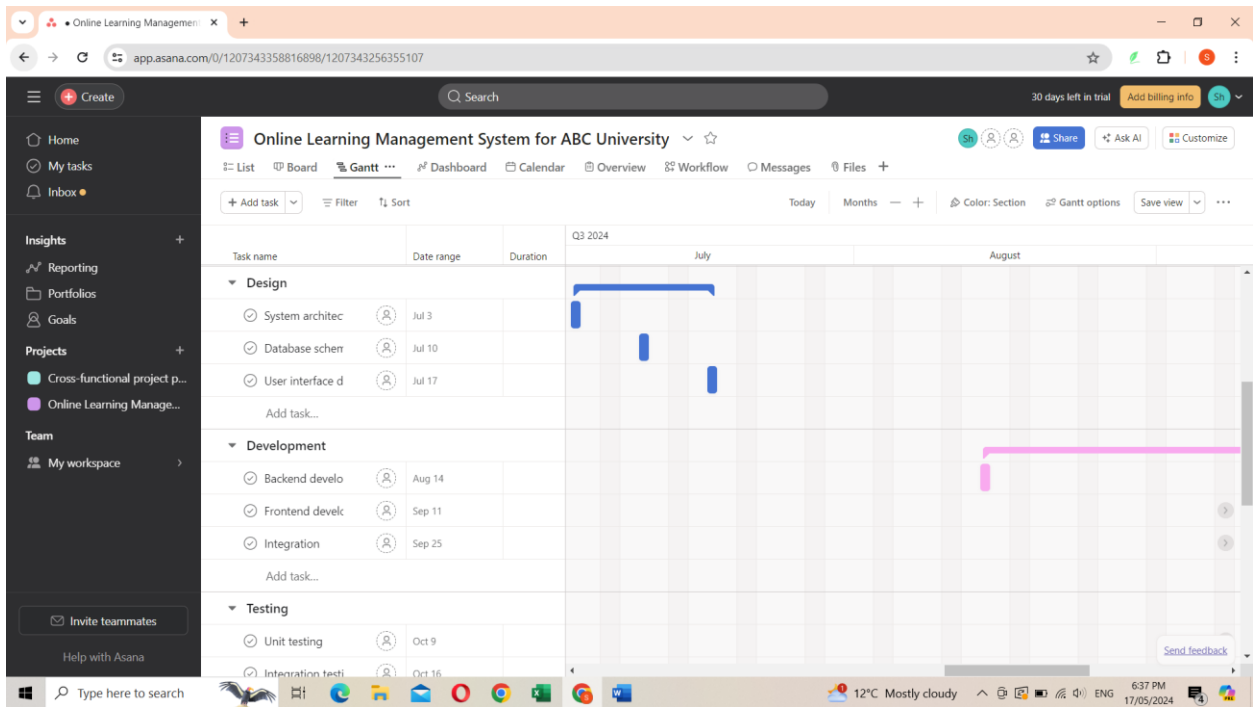 Online Learning Managemen
app.asana.com/0/1207343358816898/1207343256355107
S
Create
Search
30 days left in trial
Add billing info
Sh
Home
My tasks
Inbox
Insights
Reporting
Portfolios
Goals
Projects
Cross-functional project p...
Online Learning Manage...
Team
My workspace
Invite teammates
Help with Asana
Online Learning Management System for ABC University
Sh
Share
Ask AI
Customize
List Board Gantt Dashboard Calendar Overview Workflow Messages Files
+ Add task
Filter
Sort
Today
Months
Color: Section
Gantt options
Save view
Task name Date range Duration
Q3 2024
July August
Design
System architec Jul 3
Database schem Jul 10
User interface d Jul 17
Add task...
Development
Backend develo Aug 14
Frontend develo Sep 11
Integration Sep 25
Add task...
Testing
Unit testing Oct 9
Integration testi Oct 16
Send feedback
Type here to search
12°C Mostly cloudy
ENG
6:37 PM
17/05/2024
4